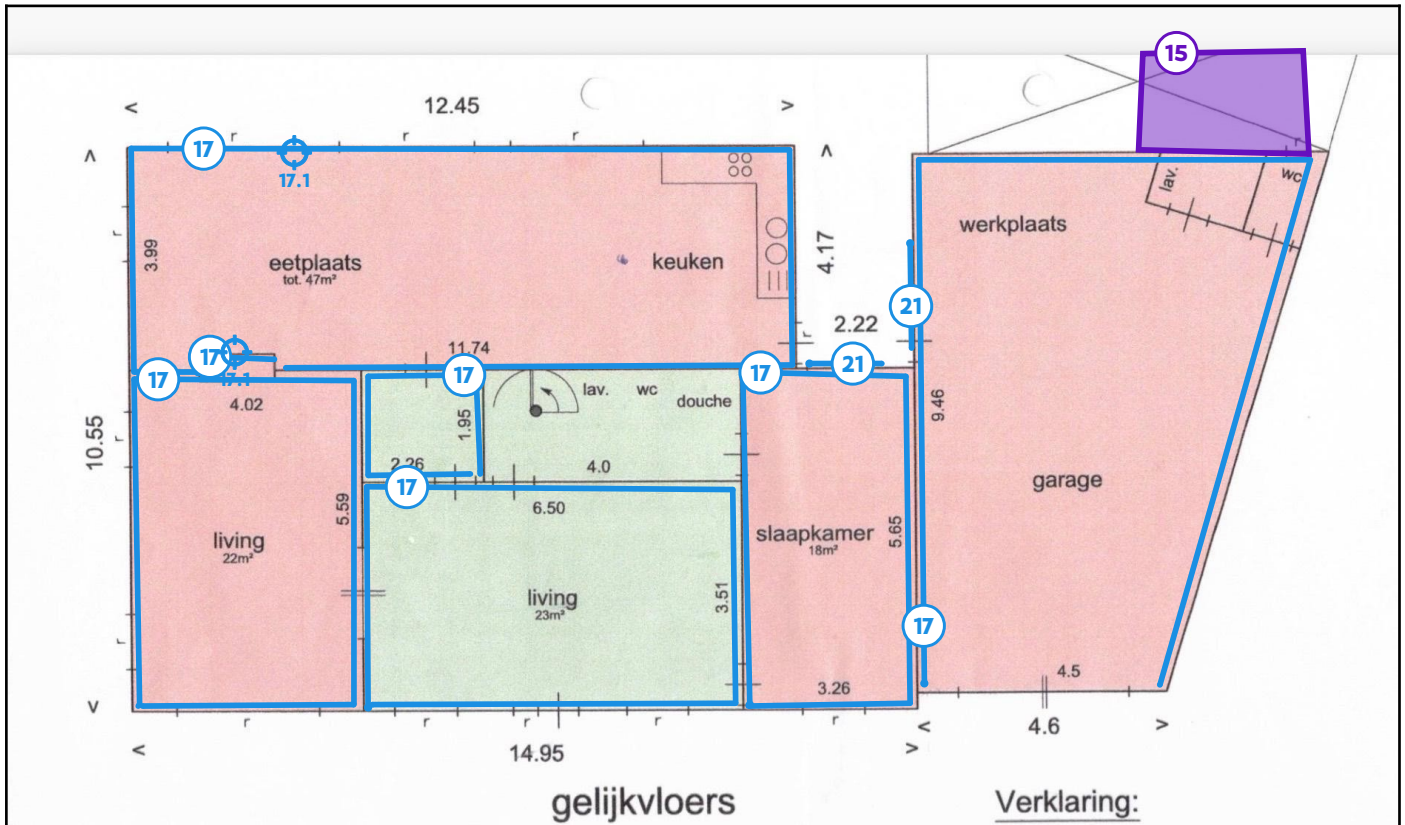 15
12.45
r r r r
17
17.1
lav.
wc
werkplaats
3.99
eetplaats
tot. 47m²
keuken
4.17
r
21
2.22
r
11.74
17
17.1
17
17
17
21
4.02
lav. wc
douche
1.95
9.46
10.55
r
2.26
4.0
17
garage
6.50
5.59
living
22m²
slaapkamer
18m²
5.65
living
23m²
3.51
17
r
3.26
4.5
r r r r r
4.6
14.95
gelijkvloers
Verklaring: